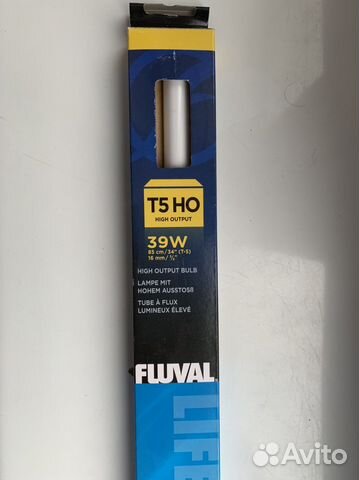 T5 HO
HIGH OUTPUT
39W
85 cm / 34" (T-5)
16 mm / ⅝"
HIGH OUTPUT BULB
LAMPE MIT
HOHEM AUSSTOSß
TUBE À FLUX
LUMINEUX ÉLEVÉ
FLUVAL
LIFE
Avito